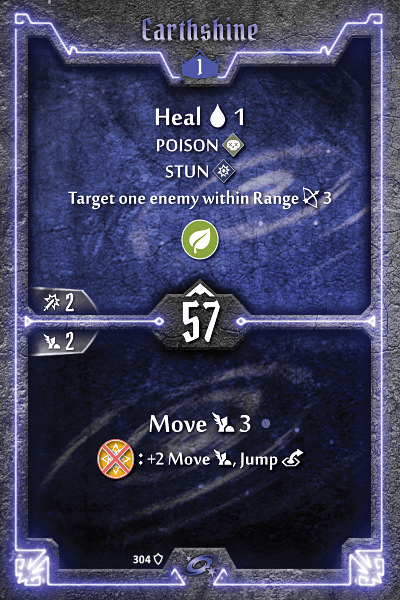 Earthshine
1
Heal 1
POISON
STUN
Target one enemy within Range 3
2
57
2
Move 3
: +2 Move , Jump
304